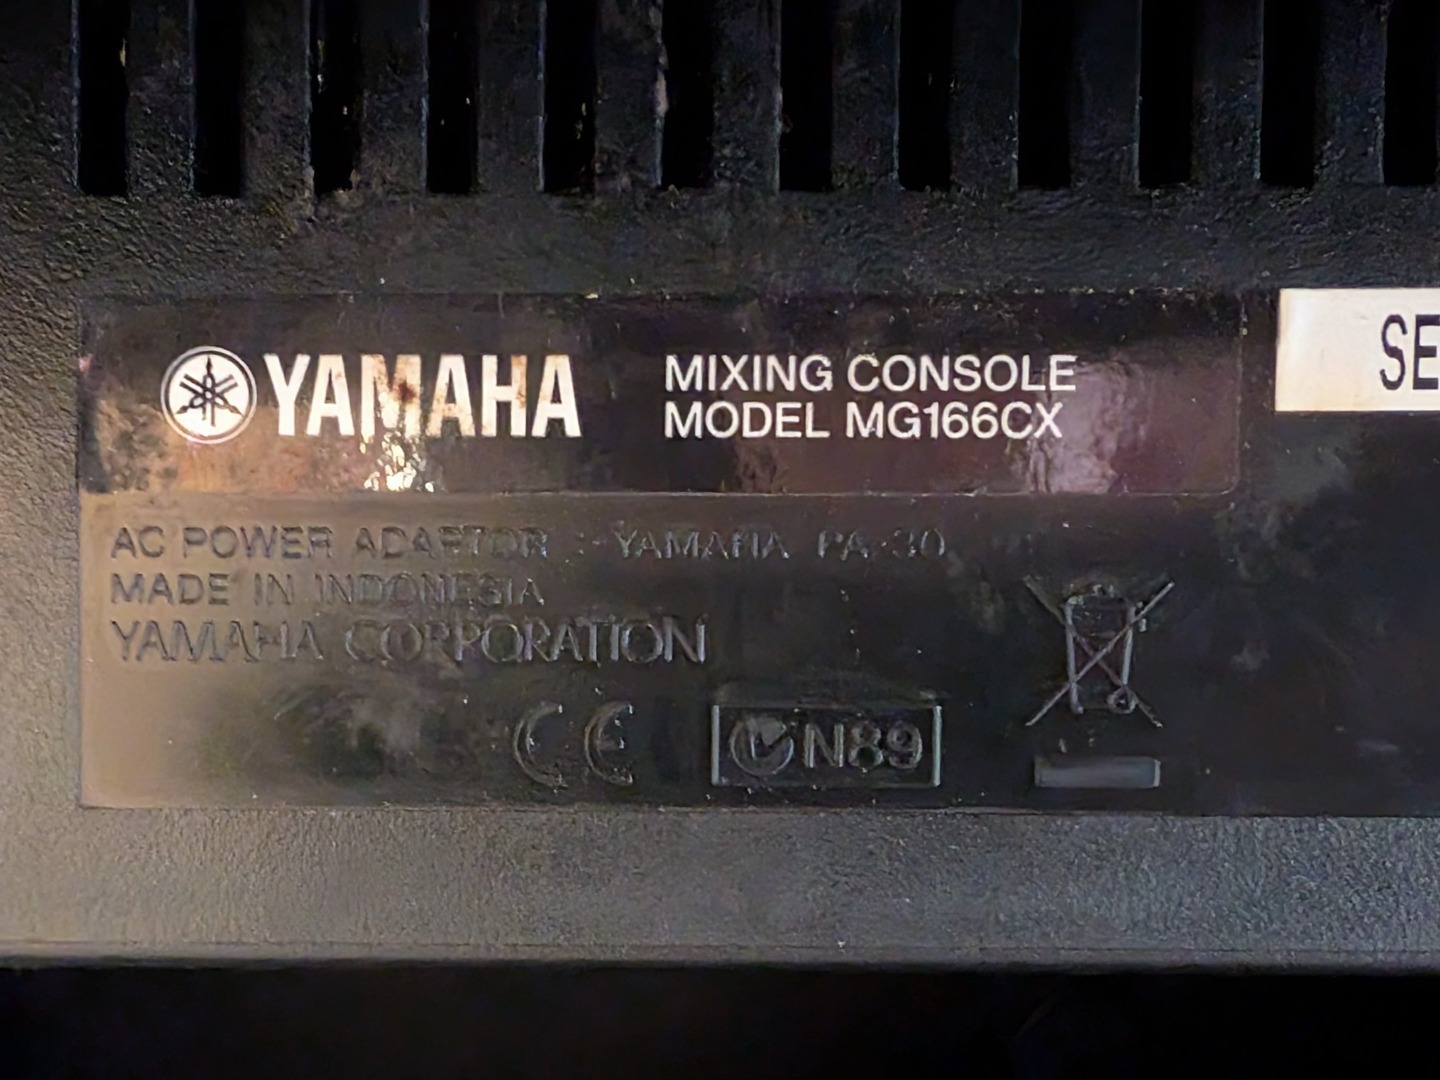 YAMAHA
MIXING CONSOLE
MODEL MG166CX
SE
AC POWER ADAPTOR : YAMAHA PA-30
MADE IN INDONESIA
YAMAHA CORPORATION
CE
N89